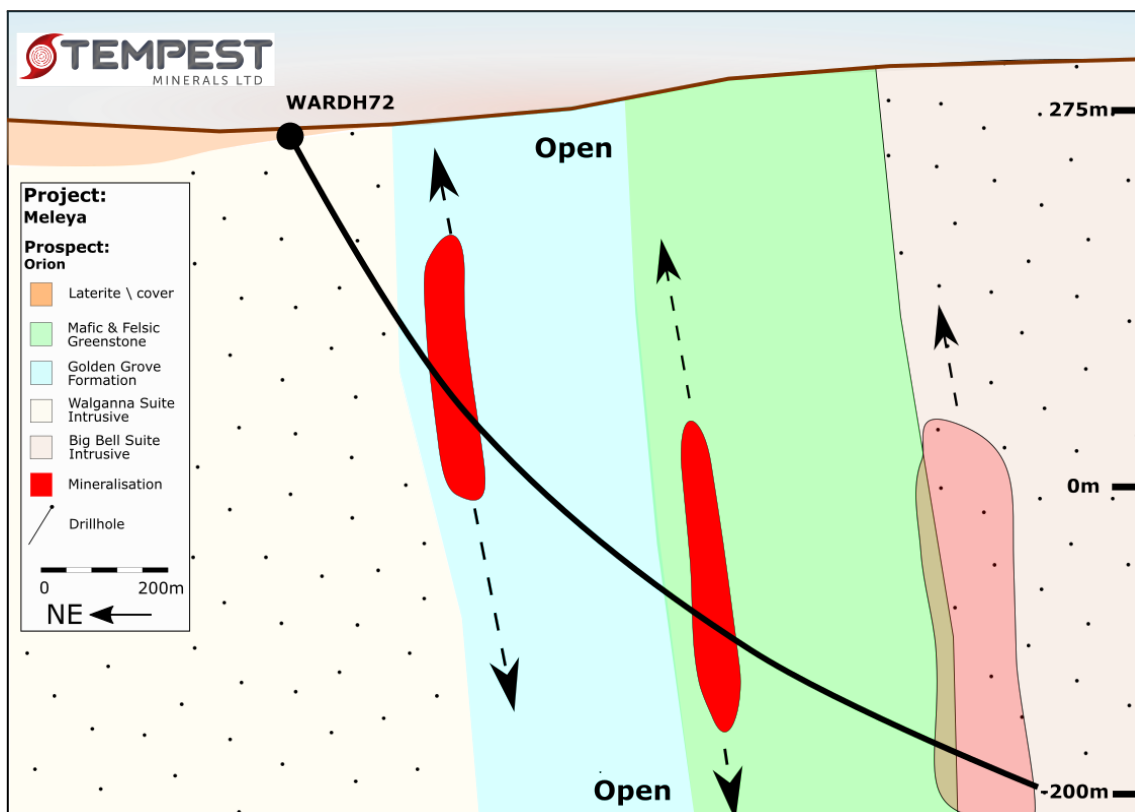 TEMPEST
MINERALS LTD
WARDH72
275m
Open
Project:
Meleya
Prospect:
Orion
Laterite \ cover
Mafic & Felsic
Greenstone
Golden Grove
Formation
Walganna Suite
Intrusive
Big Bell Suite
Intrusive
Mineralisation
Drillhole
0 200m
NE
0m
Open
-200m